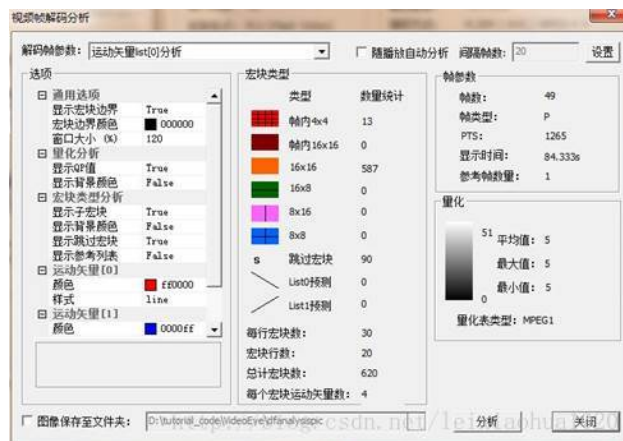 视频帧解码分析
解码帧参数: 运动矢量list[0]分析
随播放自动分析 间隔帧数: 20 设置
选项
通用选项
显示宏块边界 True
宏块边界颜色 000000
窗口大小 (%) 120
量化分析
显示QP值 True
显示背景颜色 False
宏块类型分析
显示子宏块 True
显示背景颜色 False
显示跳过宏块 True
显示参考列表 False
运动矢量[0]
颜色 ff0000
样式 line
运动矢量[1]
颜色 0000ff
宏块类型
类型 数量统计
帧内4x4 13
帧内16x16 0
16x16 587
16x8 0
8x16 0
8x8 0
s 跳过宏块 90
List0预测 0
List1预测 0
每行宏块数: 30
宏块行数: 20
总计宏块数: 620
每个宏块运动矢量数: 4
帧参数
帧数: 49
帧类型: P
PTS: 1265
显示时间: 84.333s
参考帧数量: 1
量化
51
0
平均值: 5
最大值: 5
最小值: 5
量化表类型: MPEG1
图像保存至文件夹: D:\tutorial_code\VideoEye\dfanalysispic
分析 关闭
http://blog.csdn.net/leixiaohua1020